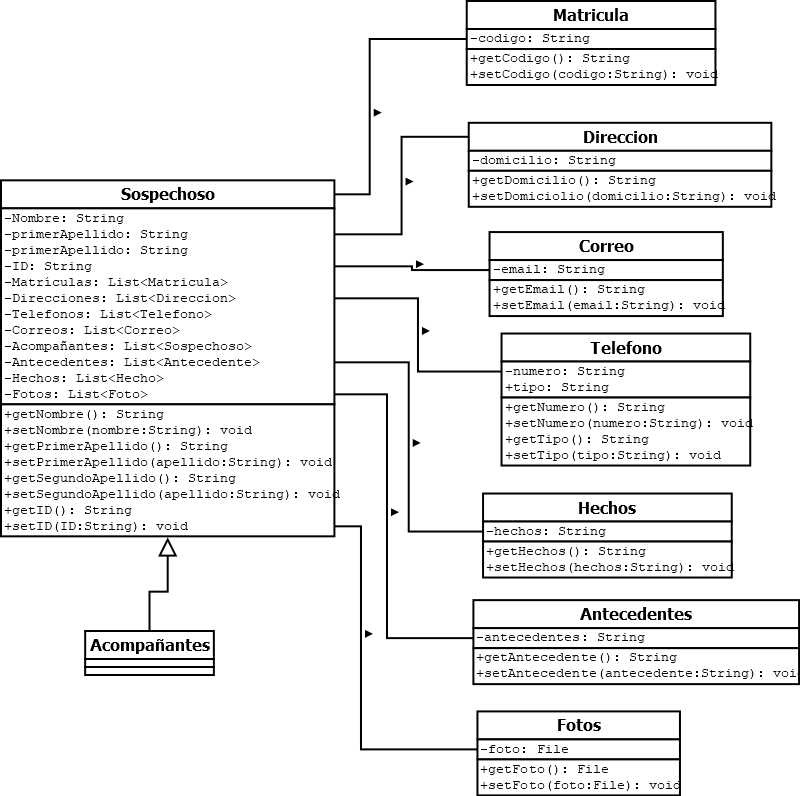 Sospechoso
-Nombre: String
-primerApellido: String
-primerApellido: String
-ID: String
-Matrículas: List<Matricula>
-Direcciones: List<Direccion>
-Telefonos: List<Telefono>
-Correos: List<Correo>
-Acompañantes: List<Sospechoso>
-Antecedentes: List<Antecedente>
-Hechos: List<Hecho>
-Fotos: List<Foto>
+getNombre(): String
+setNombre(nombre:String): void
+getPrimerApellido(): String
+setPrimerApellido(apellido:String): void
+getSegundoApellido(): String
+setSegundoApellido(apellido:String): void
+getID(): String
+setID(ID:String): void
Acompañantes
Matricula
-codigo: String
+getCodigo(): String
+setCodigo(codigo:String): void
Direccion
-domicilio: String
+getDomicilio(): String
+setDomiciolio(domicilio:String): void
Correo
-email: String
+getEmail(): String
+setEmail(email:String): void
Telefono
-numero: String
+tipo: String
+getNumero(): String
+setNumero(numero:String): void
+getTipo(): String
+setTipo(tipo:String): void
Hechos
-hechos: String
+getHechos(): String
+setHechos(hechos:String): void
Antecedentes
-antecedentes: String
+getAntecedente(): String
+setAntecedente(antecedente:String): voi
Fotos
-foto: File
+getFoto(): File
+setFoto(foto:File): void